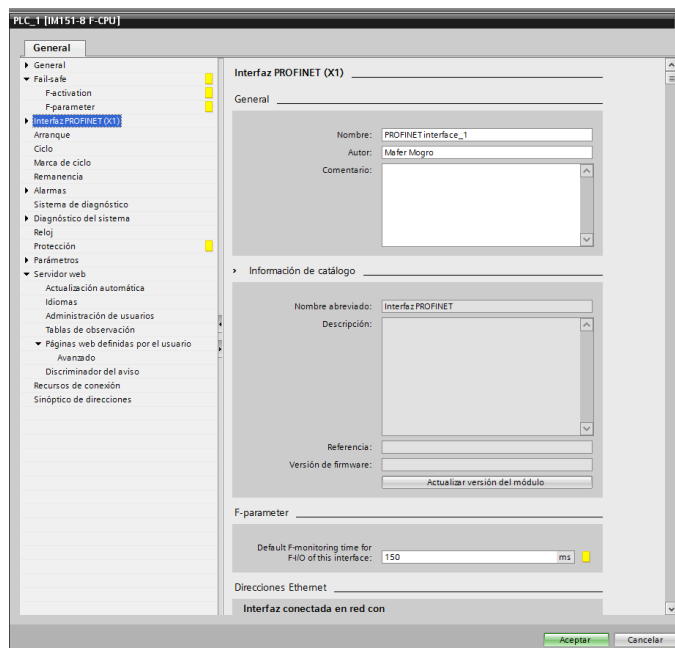 PLC_1 [IM151-8 F-CPU]
General
General
Fail-safe
F-activation
F-parameter
Interfaz PROFINET (X1)
Arranque
Ciclo
Marca de ciclo
Remanencia
Alarmas
Sistema de diagnóstico
Diagnóstico del sistema
Reloj
Protección
Parámetros
Servidor web
Actualización automática
Idiomas
Administración de usuarios
Tablas de observación
Páginas web definidas por el usuario
Avanzado
Discriminador del aviso
Recursos de conexión
Sinóptico de direcciones
Interfaz PROFINET (X1)
General
Nombre: PROFINET interface_1
Autor: Mafer Mogro
Comentario:
Información de catálogo
Nombre abreviado: Interfaz PROFINET
Descripción:
Referencia:
Versión de firmware:
Actualizar versión del módulo
F-parameter
Default F-monitoring time for
F-I/O of this interface: 150 ms
Direcciones Ethernet
Interfaz conectada en red con
Aceptar Cancelar